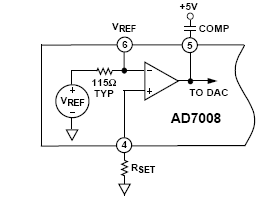 +5V
VREF
COMP
6
5
115Ω
TYP
−
+
VREF
TO DAC
AD7008
4
RSET